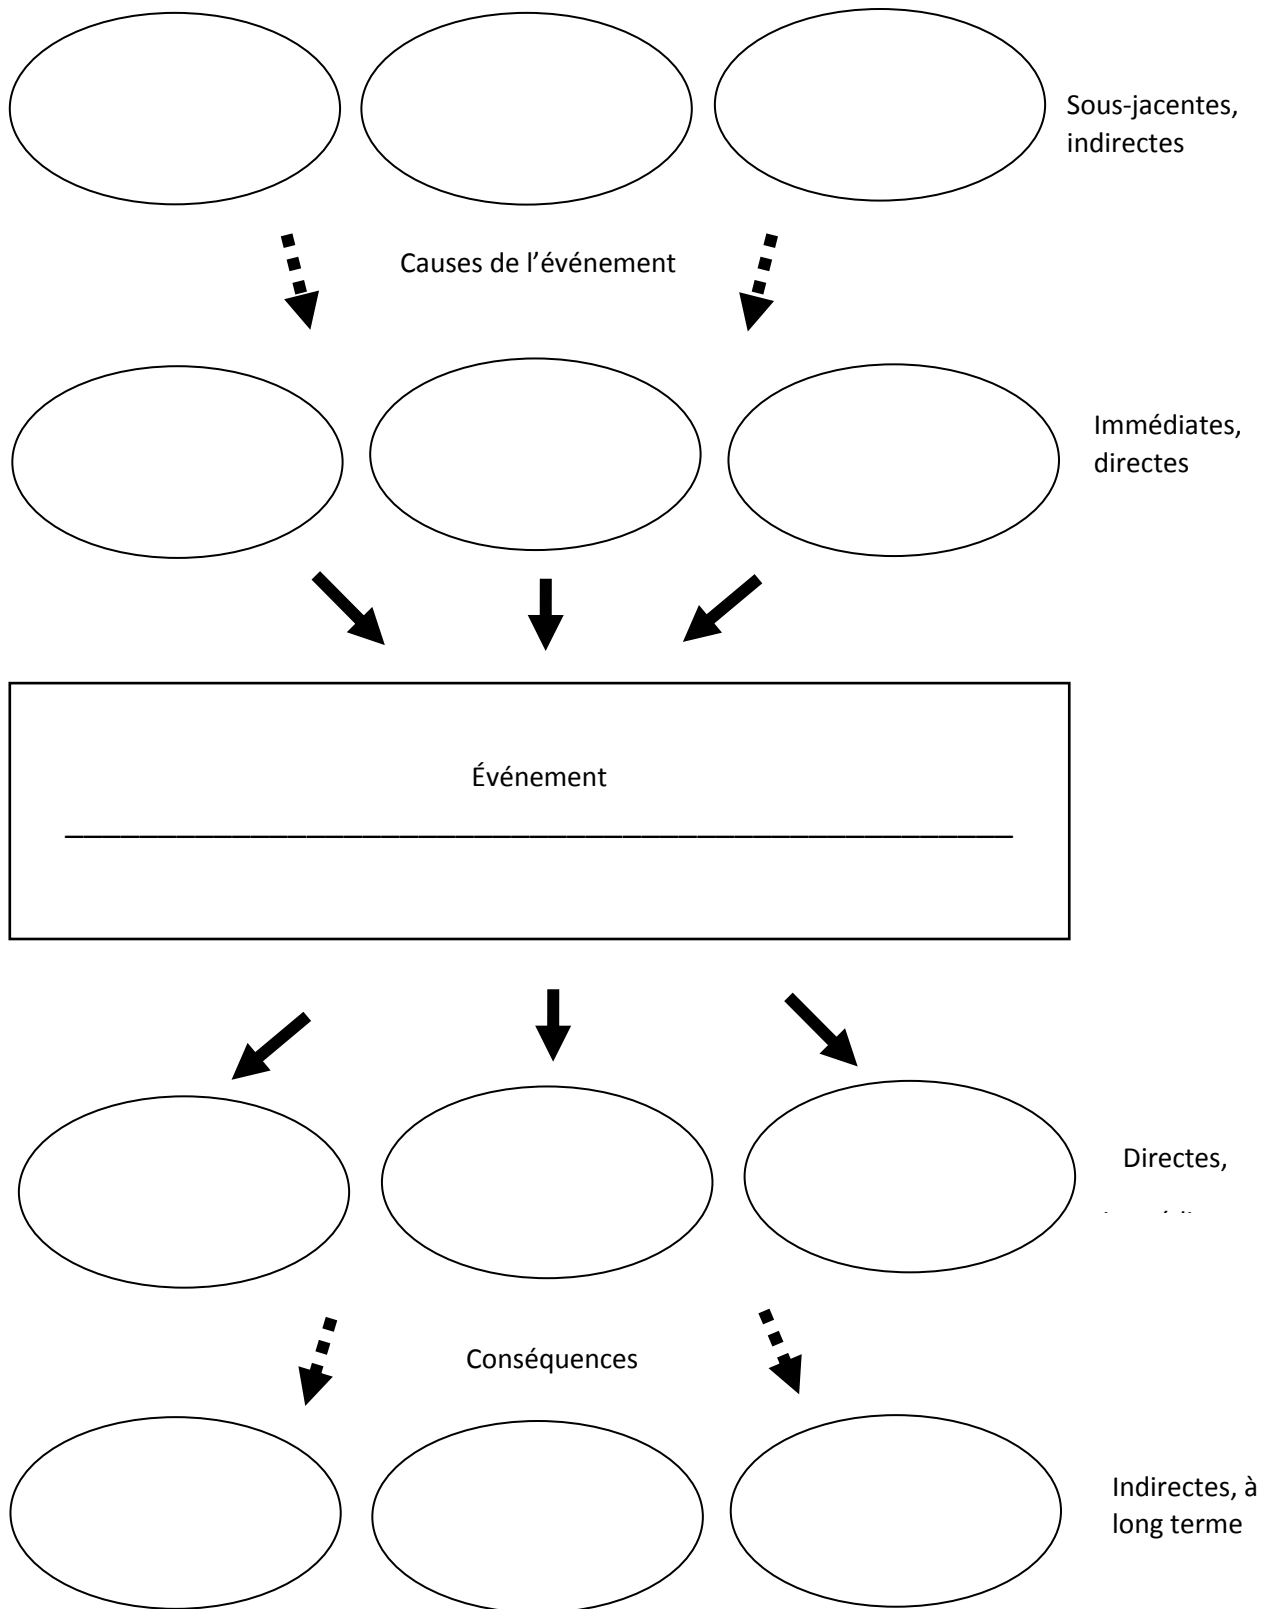 Sous-jacentes,
indirectes
Causes de l’événement
Immédiates,
directes
Événement
Directes,
Conséquences
Indirectes, à
long terme